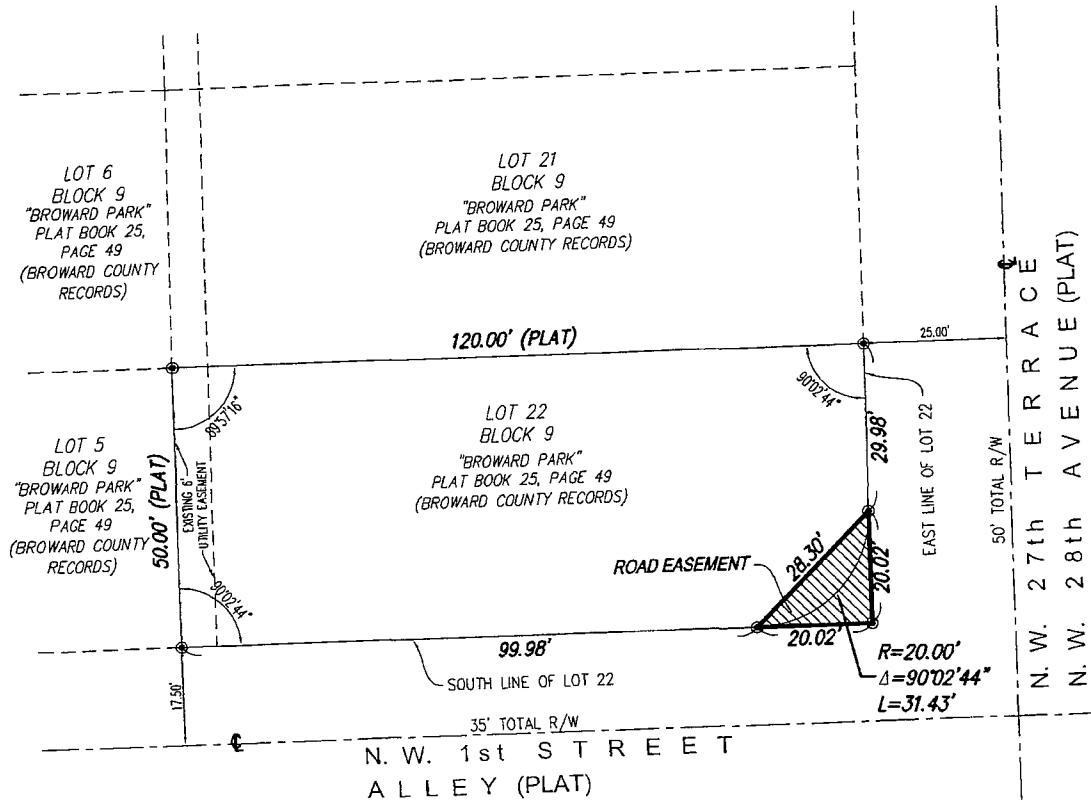 LOT 6
BLOCK 9
"BROWARD PARK"
PLAT BOOK 25,
PAGE 49
(BROWARD COUNTY
RECORDS)
LOT 21
BLOCK 9
"BROWARD PARK"
PLAT BOOK 25, PAGE 49
(BROWARD COUNTY RECORDS)
120.00' (PLAT)
25.00'
89°57'16"
90°02'44"
LOT 5
BLOCK 9
"BROWARD PARK"
PLAT BOOK 25,
PAGE 49
(BROWARD COUNTY
RECORDS)
50.00' (PLAT)
EXISTING 6'
UTILITY EASEMENT
90°02'44"
LOT 22
BLOCK 9
"BROWARD PARK"
PLAT BOOK 25, PAGE 49
(BROWARD COUNTY RECORDS)
29.98'
EAST LINE OF LOT 22
50' TOTAL R/W
N.W. 27th TERRACE
N.W. 28th AVENUE (PLAT)
ROAD EASEMENT
28.30'
20.02'
20.02'
R=20.00'
Δ=90°02'44"
L=31.43'
99.98'
SOUTH LINE OF LOT 22
17.50'
35' TOTAL R/W
N.W. 1st STREET
ALLEY (PLAT)